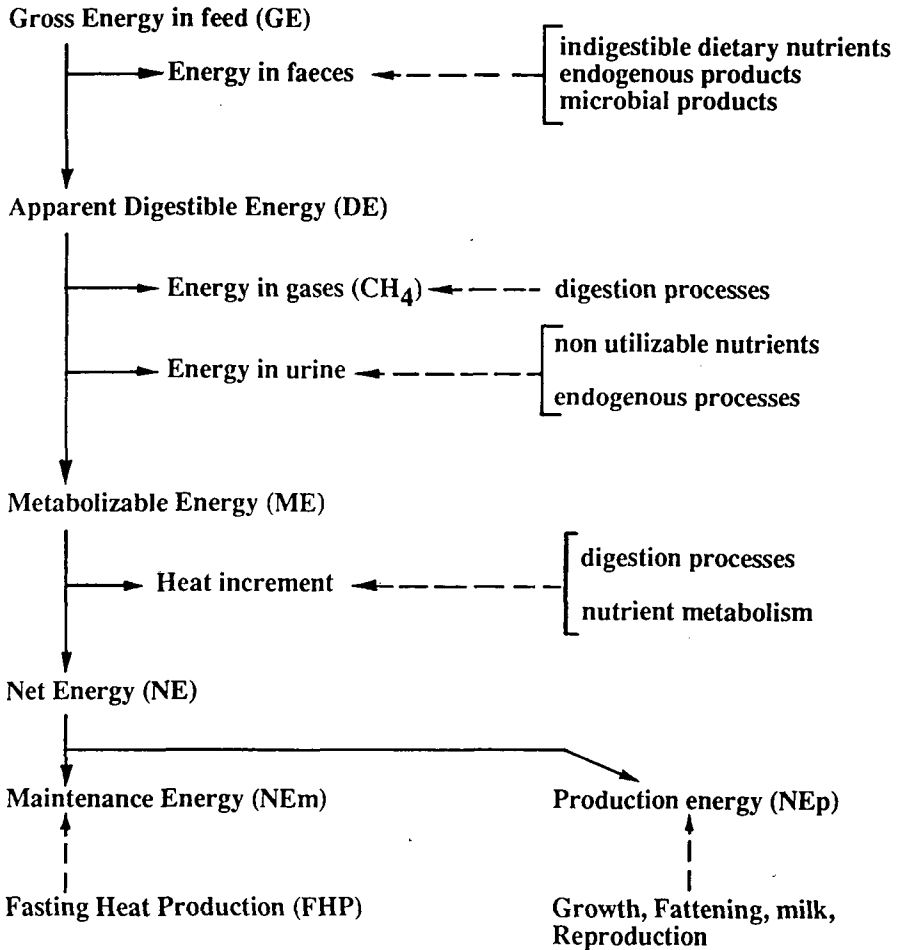 Gross Energy in feed (GE)
Energy in faeces
indigestible dietary nutrients
endogenous products
microbial products
Apparent Digestible Energy (DE)
Energy in gases (CH4)
digestion processes
Energy in urine
non utilizable nutrients
endogenous processes
Metabolizable Energy (ME)
Heat increment
digestion processes
nutrient metabolism
Net Energy (NE)
Maintenance Energy (NEm)
Production energy (NEp)
Fasting Heat Production (FHP)
Growth, Fattening, milk,
Reproduction